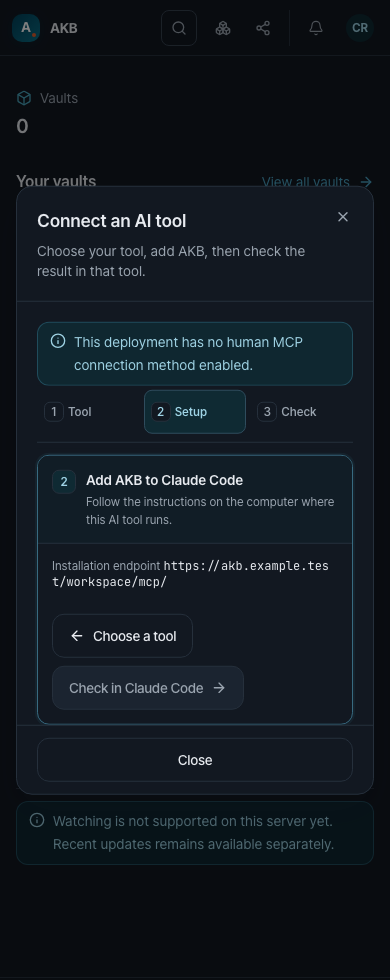 A
AKB
CR
Vaults
0
Your vaults
View all vaults
Connect an AI tool
Choose your tool, add AKB, then check the
result in that tool.
This deployment has no human MCP
connection method enabled.
1 Tool
2 Setup
3 Check
2
Add AKB to Claude Code
Follow the instructions on the computer where
this AI tool runs.
Installation endpoint https://akb.example.tes
t/workspace/mcp/
Choose a tool
Check in Claude Code
Close
Watching is not supported on this server yet.
Recent updates remains available separately.